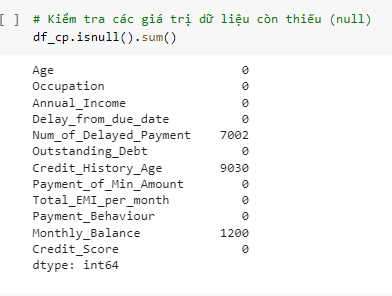 [ ] # Kiểm tra các giá trị dữ liệu còn thiếu (null)
df_cp.isnull().sum()
Age 0
Occupation 0
Annual_Income 0
Delay_from_due_date 0
Num_of_Delayed_Payment 7002
Outstanding_Debt 0
Credit_History_Age 9030
Payment_of_Min_Amount 0
Total_EMI_per_month 0
Payment_Behaviour 0
Monthly_Balance 1200
Credit_Score 0
dtype: int64